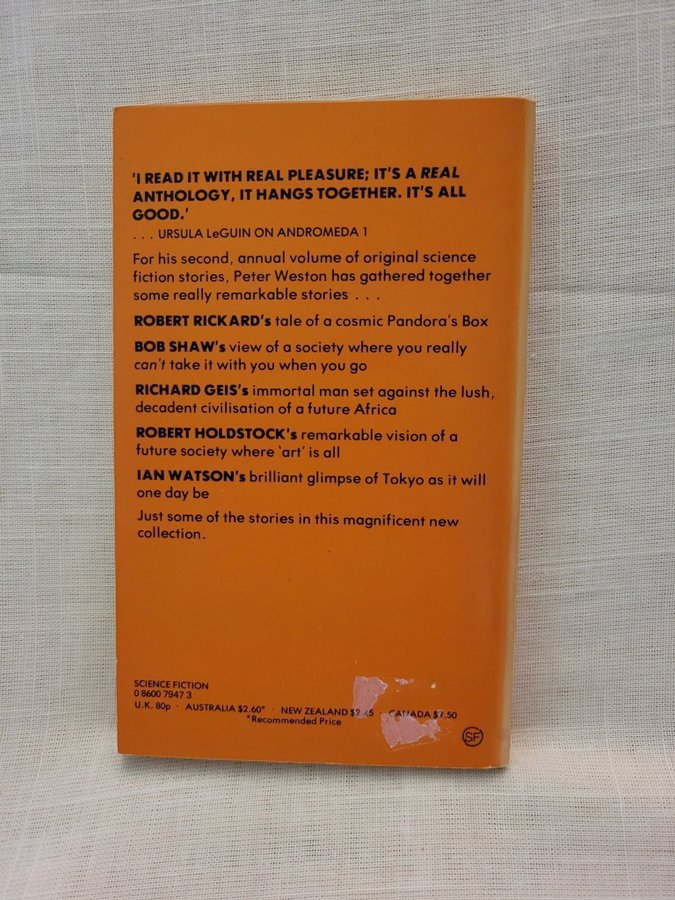 'I READ IT WITH REAL PLEASURE; IT'S A REAL
ANTHOLOGY, IT HANGS TOGETHER. IT'S ALL
GOOD.'
. . . URSULA LeGUIN ON ANDROMEDA 1
For his second, annual volume of original science
fiction stories, Peter Weston has gathered together
some really remarkable stories . . .
ROBERT RICKARD's tale of a cosmic Pandora's Box
BOB SHAW's view of a society where you really
can't take it with you when you go
RICHARD GEIS's immortal man set against the lush,
decadent civilisation of a future Africa
ROBERT HOLDSTOCK's remarkable vision of a
future society where 'art' is all
IAN WATSON's brilliant glimpse of Tokyo as it will
one day be
Just some of the stories in this magnificent new
collection.
SCIENCE FICTION
0 8600 7947 3
U.K. 80p · AUSTRALIA $2.60* · NEW ZEALAND · CANADA
*Recommended Price
SF